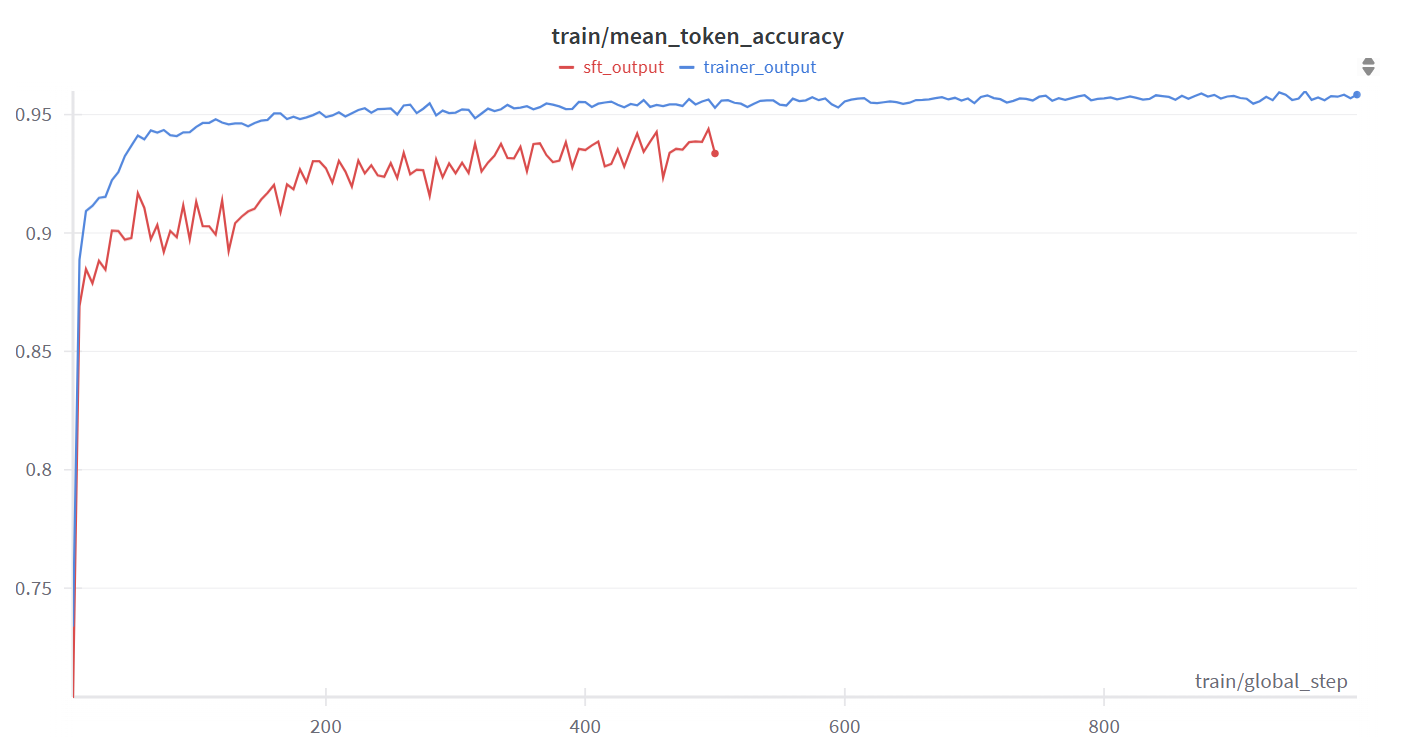 train/mean_token_accuracy
sft_output trainer_output
0.95
0.9
0.85
0.8
0.75
train/global_step
200 400 600 800